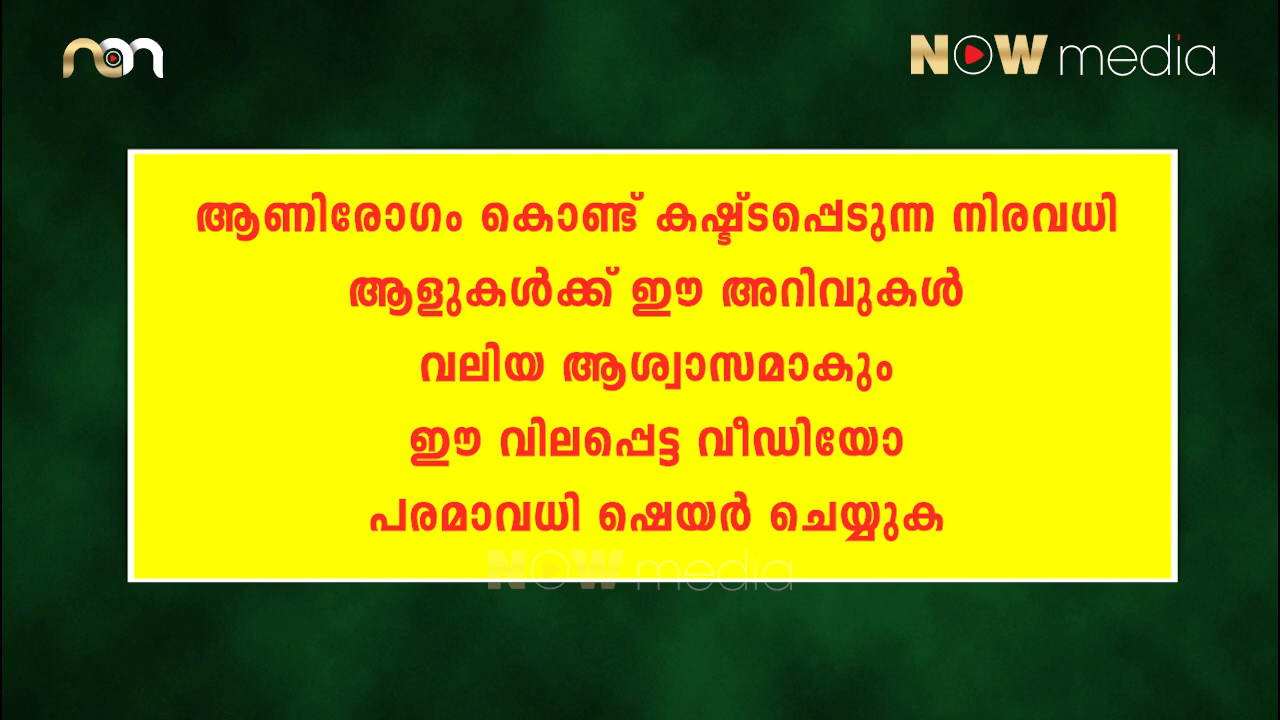 NOW media
ആണിരോഗം കൊണ്ട് കഷ്ട്ടപ്പെടുന്ന നിരവധി
ആളുകൾക്ക് ഈ അറിവുകൾ
വലിയ ആശ്വാസമാകും
ഈ വിലപ്പെട്ട വീഡിയോ
പരമാവധി ഷെയർ ചെയ്യുക
NOW media